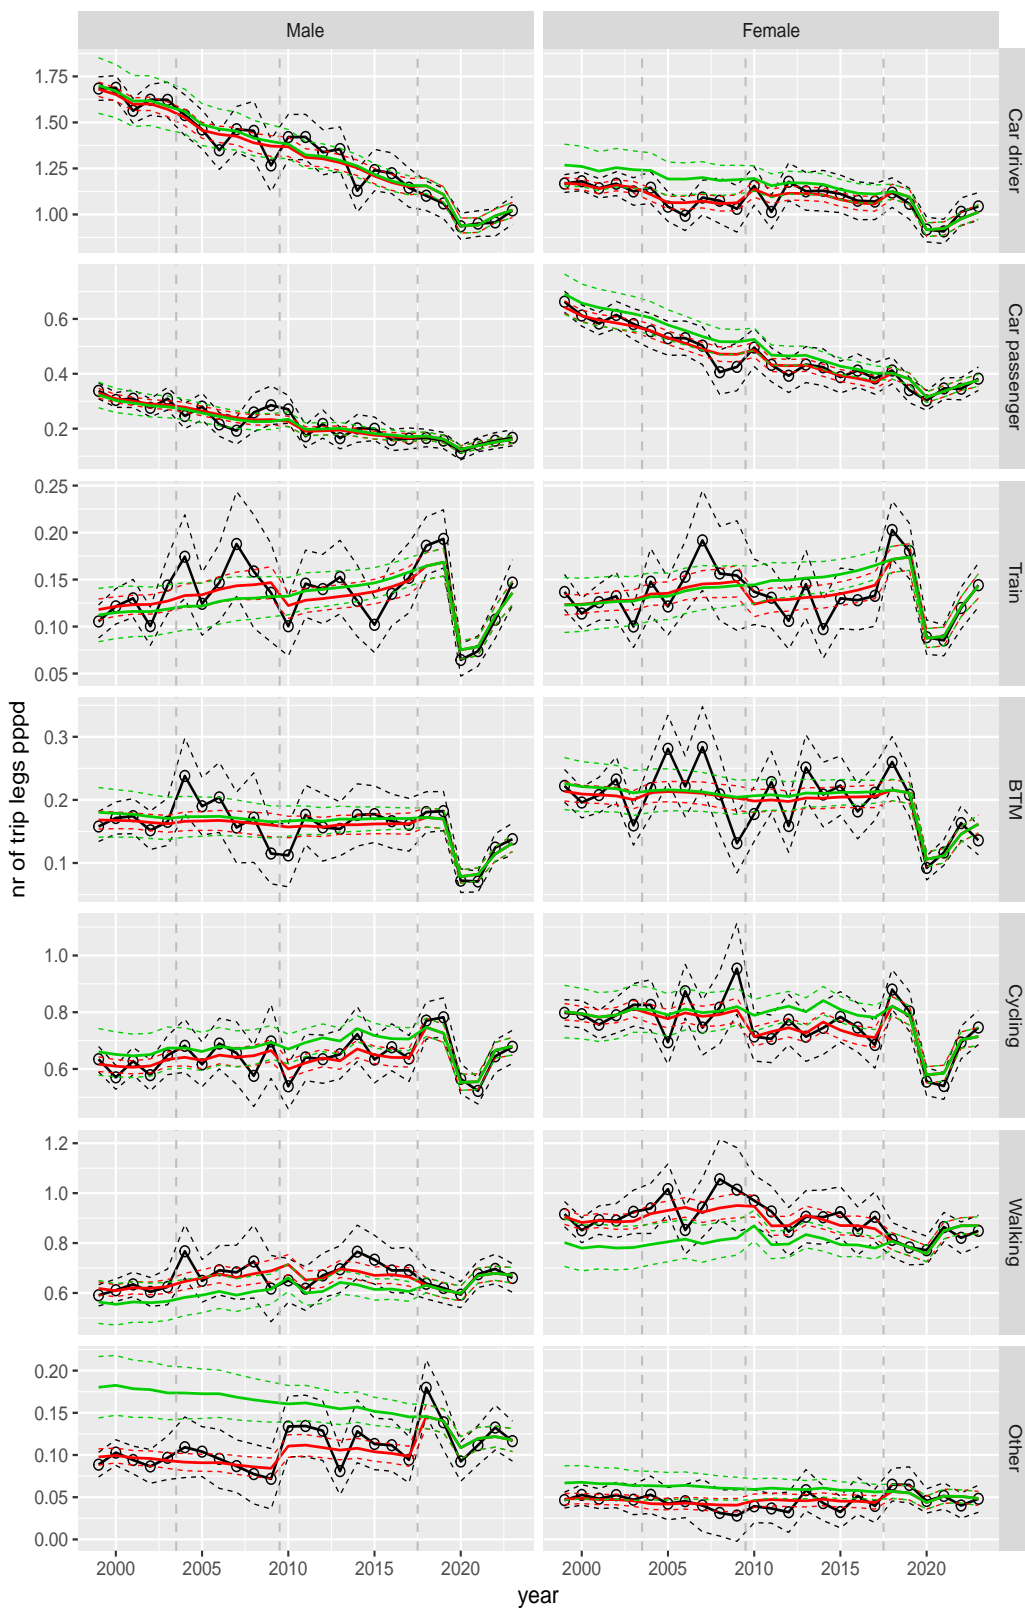 Male Female
1.75
1.50
1.25
1.00
Car driver
0.6
0.4
0.2
Car passenger
0.25
0.20
0.15
0.10
0.05
Train
0.3
0.2
0.1
BTM
1.0
0.8
0.6
Cycling
1.2
1.0
0.8
0.6
Walking
0.20
0.15
0.10
0.05
0.00
Other
nr of trip legs pppd
2000 2005 2010 2015 2020 2000 2005 2010 2015 2020
year